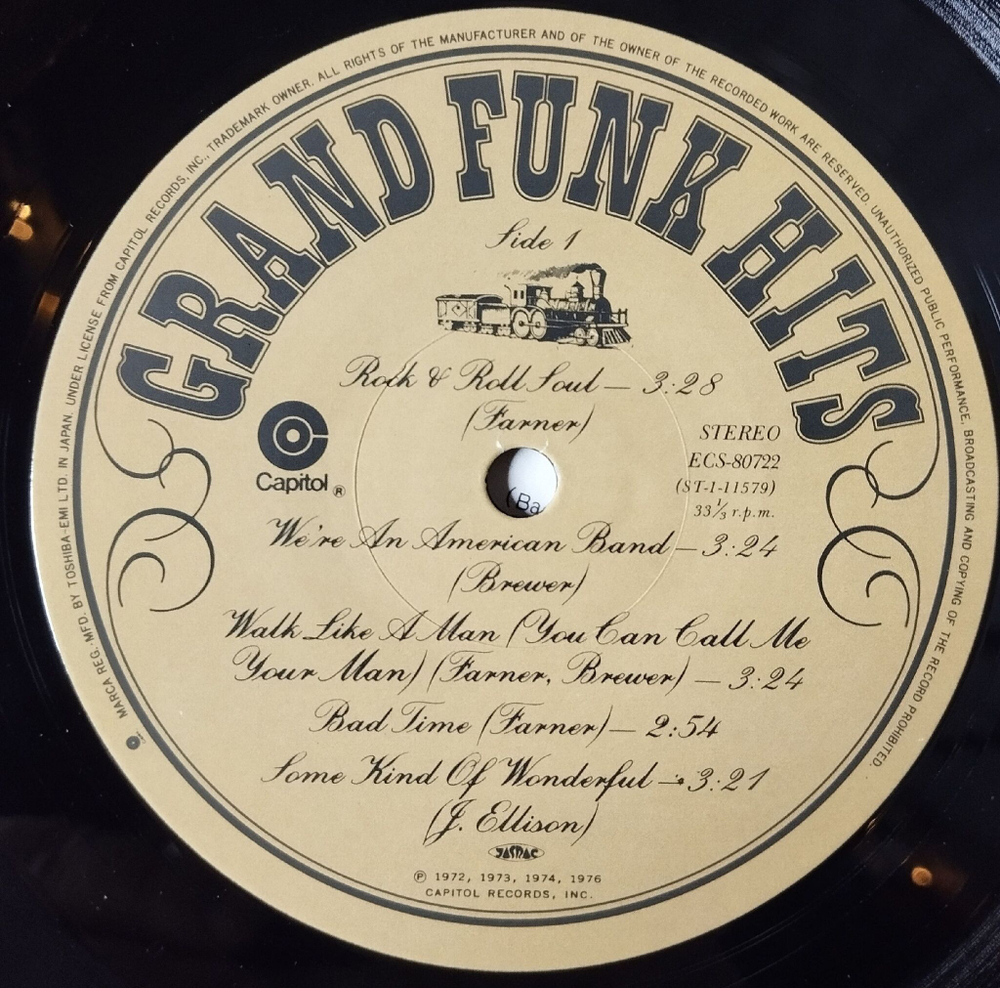 MARCA REG. MFD. BY TOSHIBA-EMI LTD. IN JAPAN. UNDER LICENSE FROM CAPITOL RECORDS, INC., TRADEMARK OWNER. ALL RIGHTS OF THE MANUFACTURER AND OF THE OWNER OF THE RECORDED WORK ARE RESERVED. UNAUTHORIZED PUBLIC PERFORMANCE, BROADCASTING AND COPYING OF THE RECORD PROHIBITED.
GRAND FUNK HITS
Side 1
Rock & Roll Soul — 3:28
(Farner)
Capitol®
STEREO
ECS-80722
(ST-1-11579)
33⅓ r.p.m.
(Ba
We're An American Band — 3:24
(Brewer)
Walk Like A Man (You Can Call Me
Your Man) (Farner, Brewer) — 3:24
Bad Time (Farner) — 2:54
Some Kind Of Wonderful — 3:21
(J. Ellison)
JASRAC
Ⓟ 1972, 1973, 1974, 1976
CAPITOL RECORDS, INC.